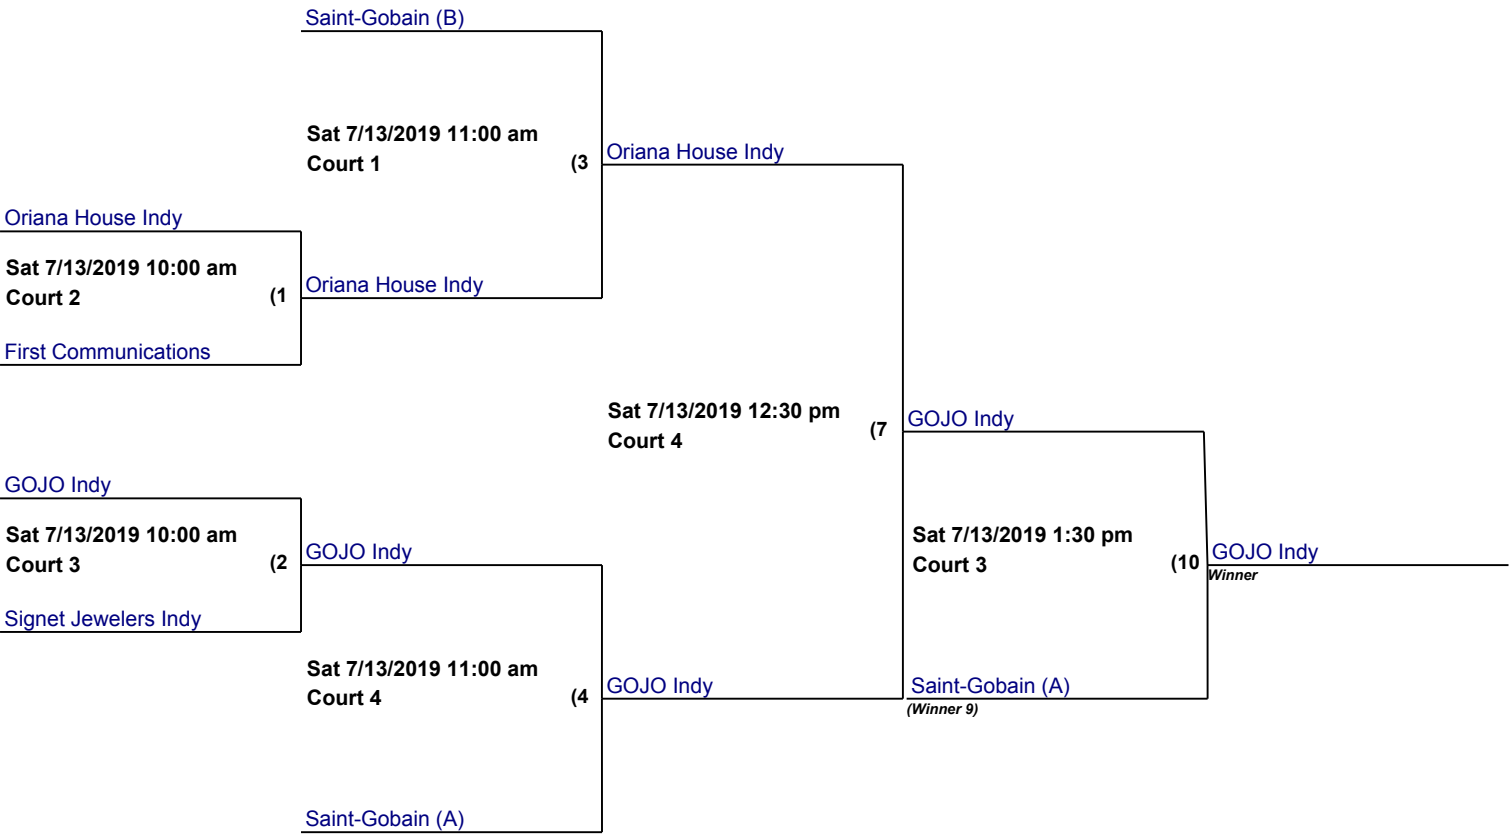 Saint-Gobain (B)
Sat 7/13/2019 11:00 am
Court 1 (3
Oriana House Indy
Oriana House Indy
Sat 7/13/2019 10:00 am
Court 2 (1
Oriana House Indy
First Communications
Sat 7/13/2019 12:30 pm
Court 4 (7
GOJO Indy
GOJO Indy
Sat 7/13/2019 10:00 am
Court 3 (2
GOJO Indy
Signet Jewelers Indy
Sat 7/13/2019 1:30 pm
Court 3 (10
GOJO Indy
Winner
Sat 7/13/2019 11:00 am
Court 4 (4
GOJO Indy
Saint-Gobain (A)
(Winner 9)
Saint-Gobain (A)